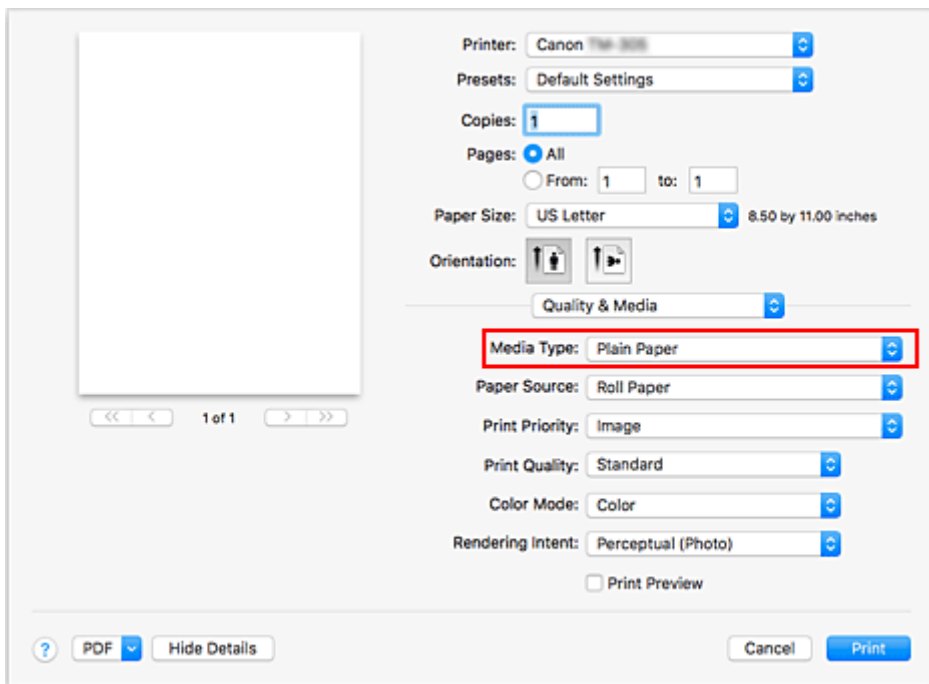 Printer: Canon
Presets: Default Settings
Copies: 1
Pages: All
From: 1 to: 1
Paper Size: US Letter 8.50 by 11.00 inches
Orientation:
Quality & Media
Media Type: Plain Paper
Paper Source: Roll Paper
Print Priority: Image
Print Quality: Standard
Color Mode: Color
Rendering Intent: Perceptual (Photo)
Print Preview
<< < 1 of 1 > >>
? PDF Hide Details Cancel Print